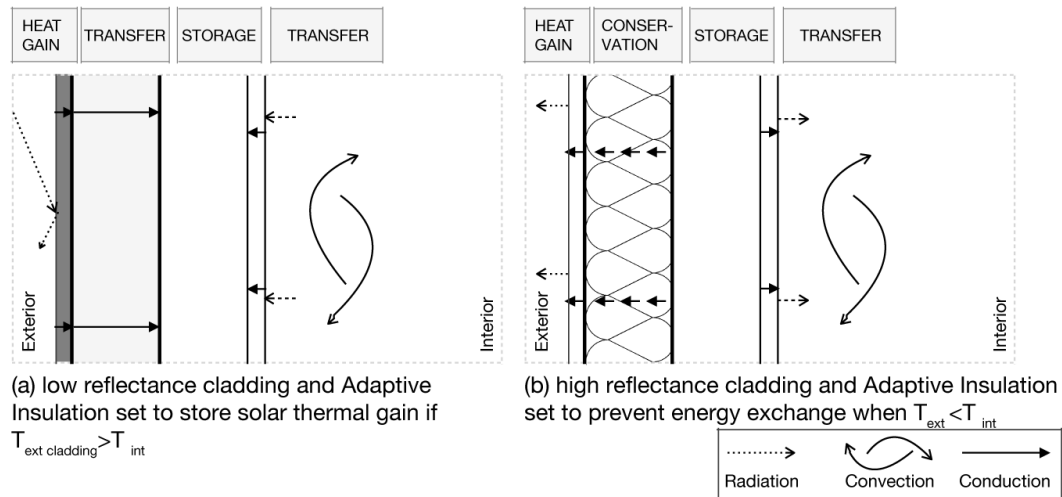 HEAT
GAIN
TRANSFER
STORAGE
TRANSFER
Exterior
Interior
(a) low reflectance cladding and Adaptive
Insulation set to store solar thermal gain if
T ext cladding>T int
HEAT
GAIN
CONSER-
VATION
STORAGE
TRANSFER
Exterior
Interior
(b) high reflectance cladding and Adaptive Insulation
set to prevent energy exchange when T ext<T int
Radiation
Convection
Conduction